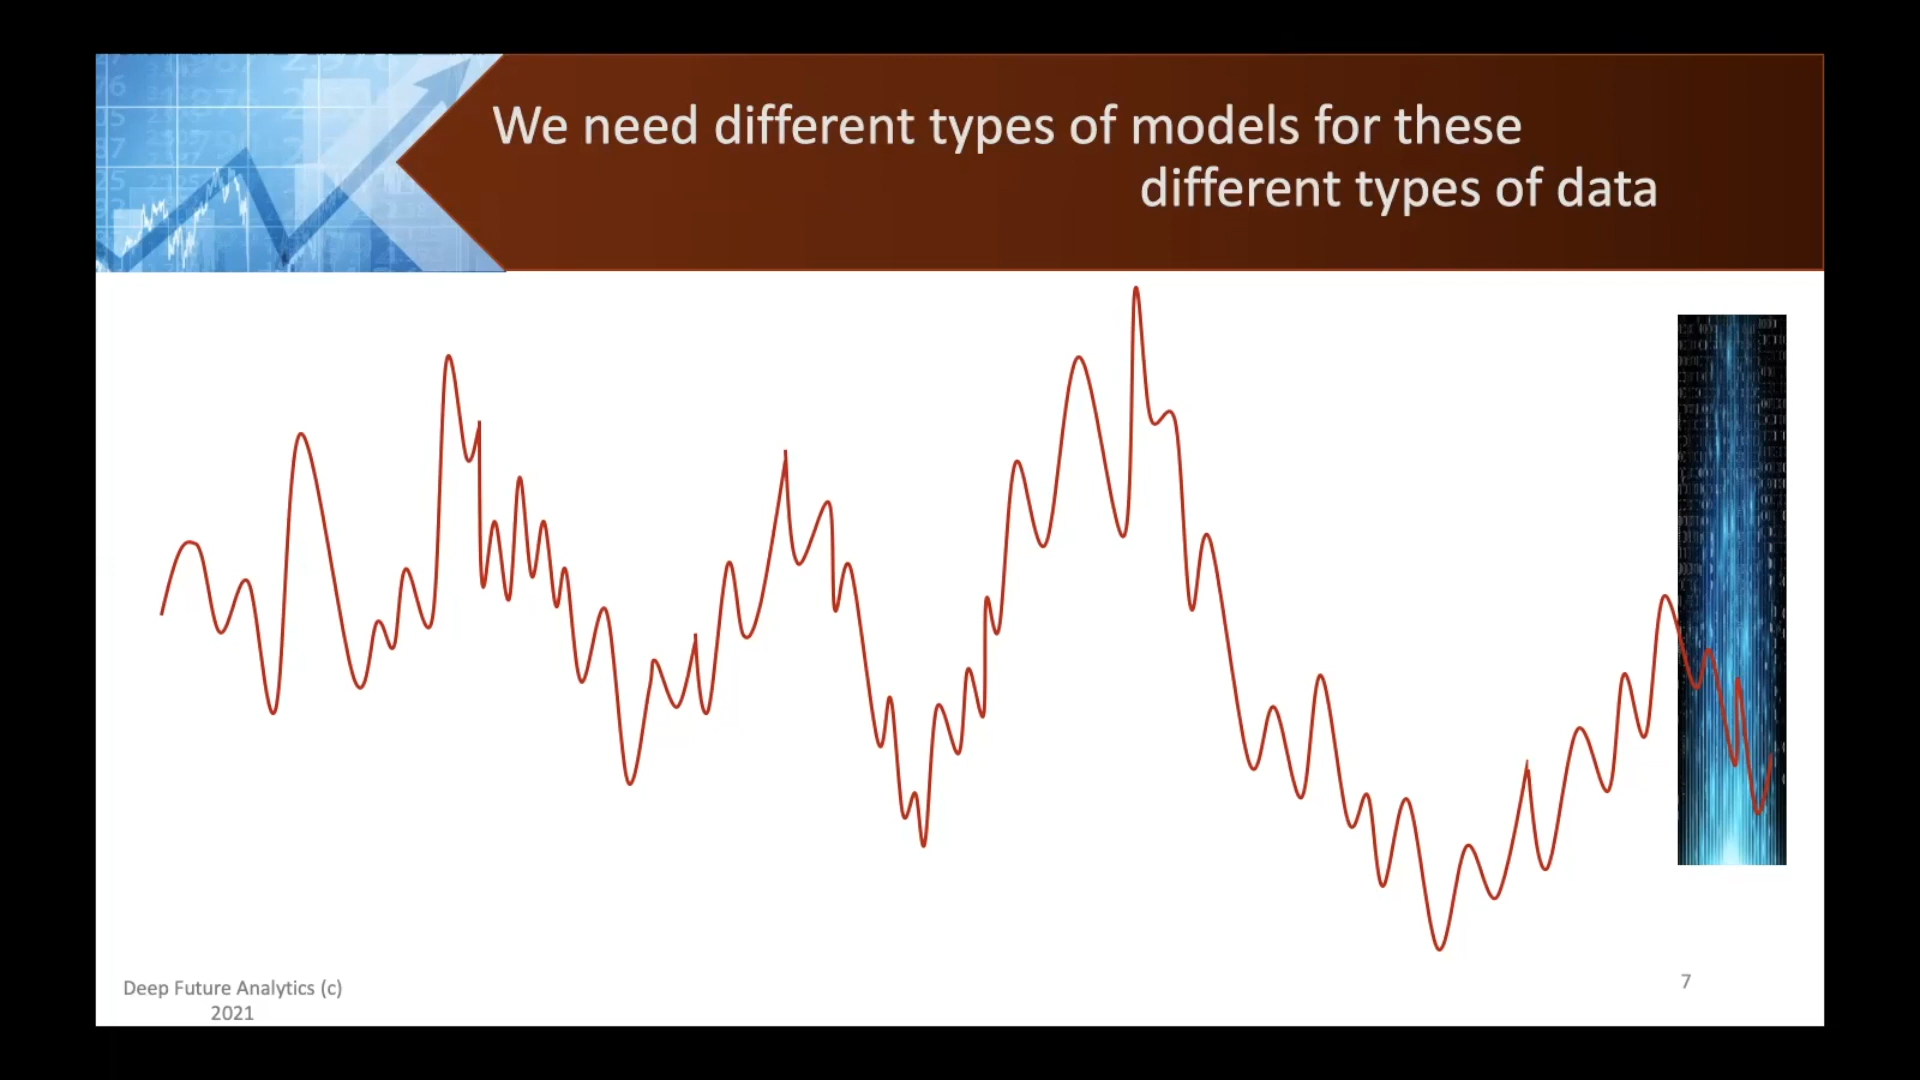 We need different types of models for these
different types of data
Deep Future Analytics (c)
2021
7